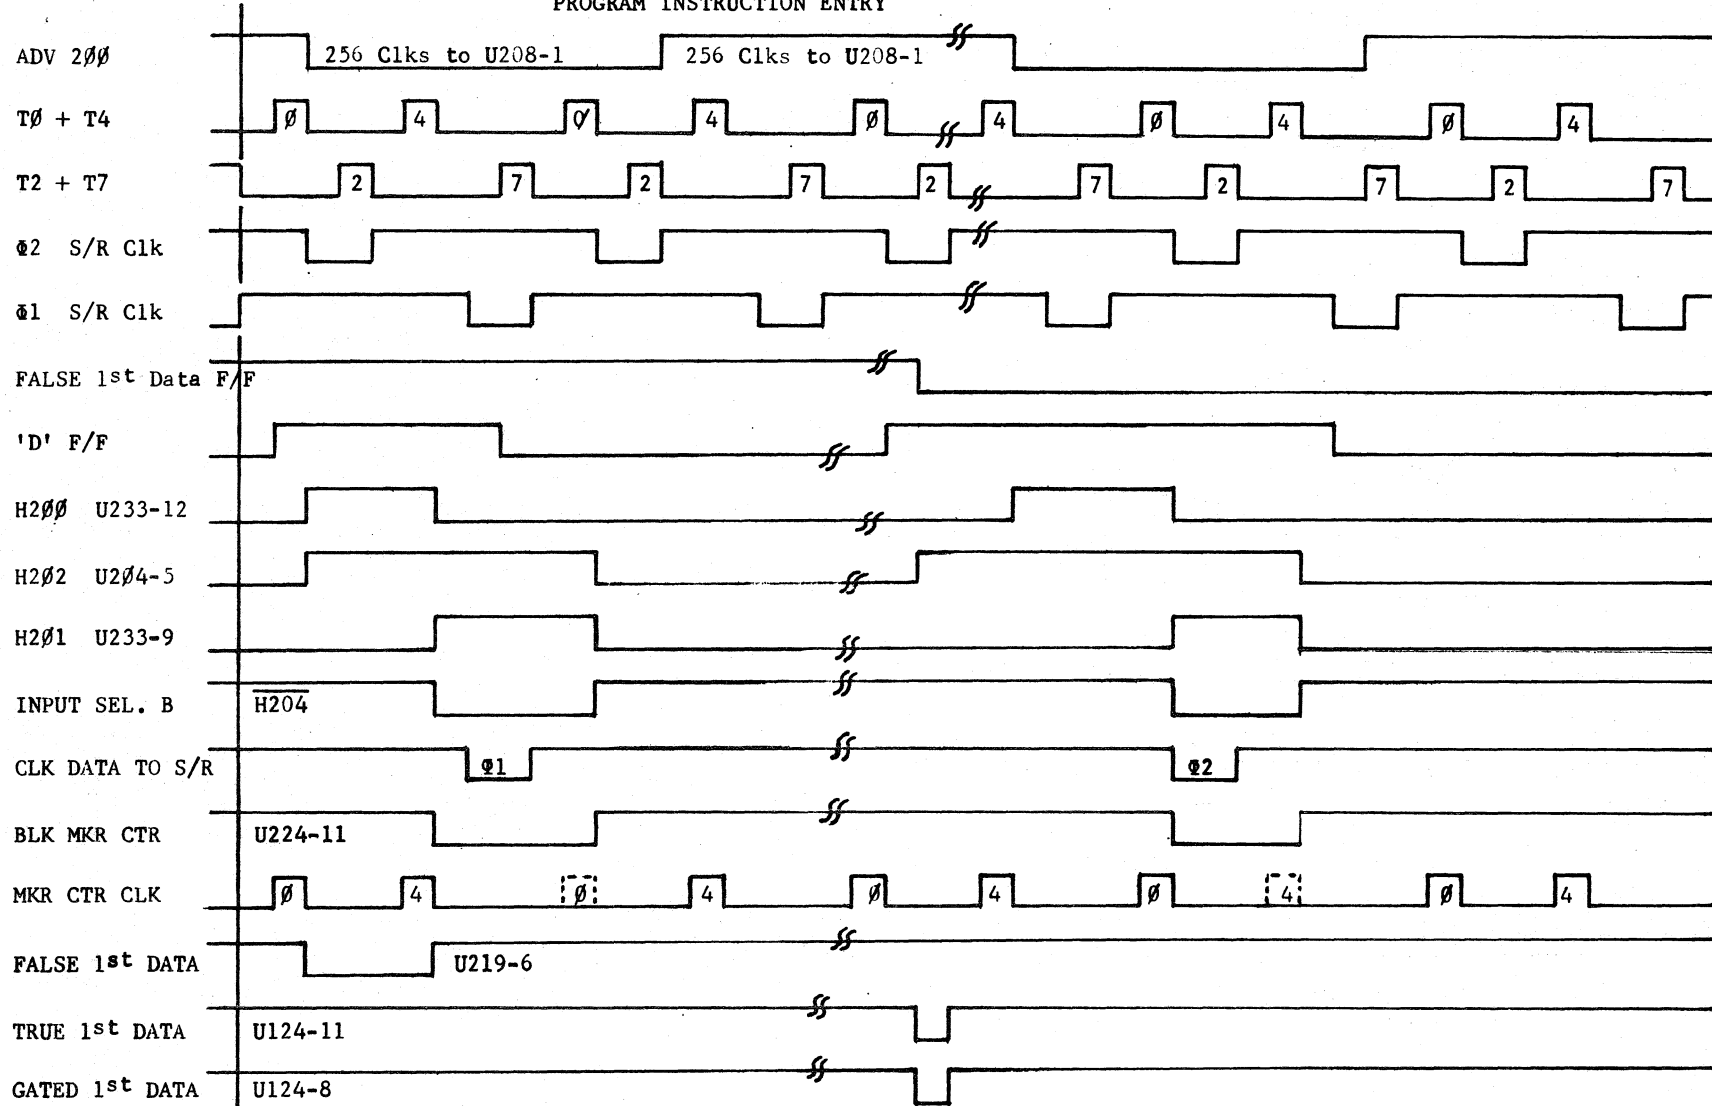 PROGRAM INSTRUCTION ENTRY
ADV 2ØØ 256 Clks to U208-1 256 Clks to U208-1
TØ + T4 Ø 4 Ø 4 Ø 4 Ø 4 Ø 4
T2 + T7 2 7 2 7 2 7 2 7 2 7
Φ2 S/R Clk
Φ1 S/R Clk
FALSE 1st Data F/F
'D' F/F
H2ØØ U233-12
H2Ø2 U2Ø4-5
H2Ø1 U233-9
INPUT SEL. B H204
CLK DATA TO S/R Φ1 Φ2
BLK MKR CTR U224-11
MKR CTR CLK Ø 4 Ø 4 Ø 4 Ø 4 Ø 4
FALSE 1st DATA U219-6
TRUE 1st DATA U124-11
GATED 1st DATA U124-8